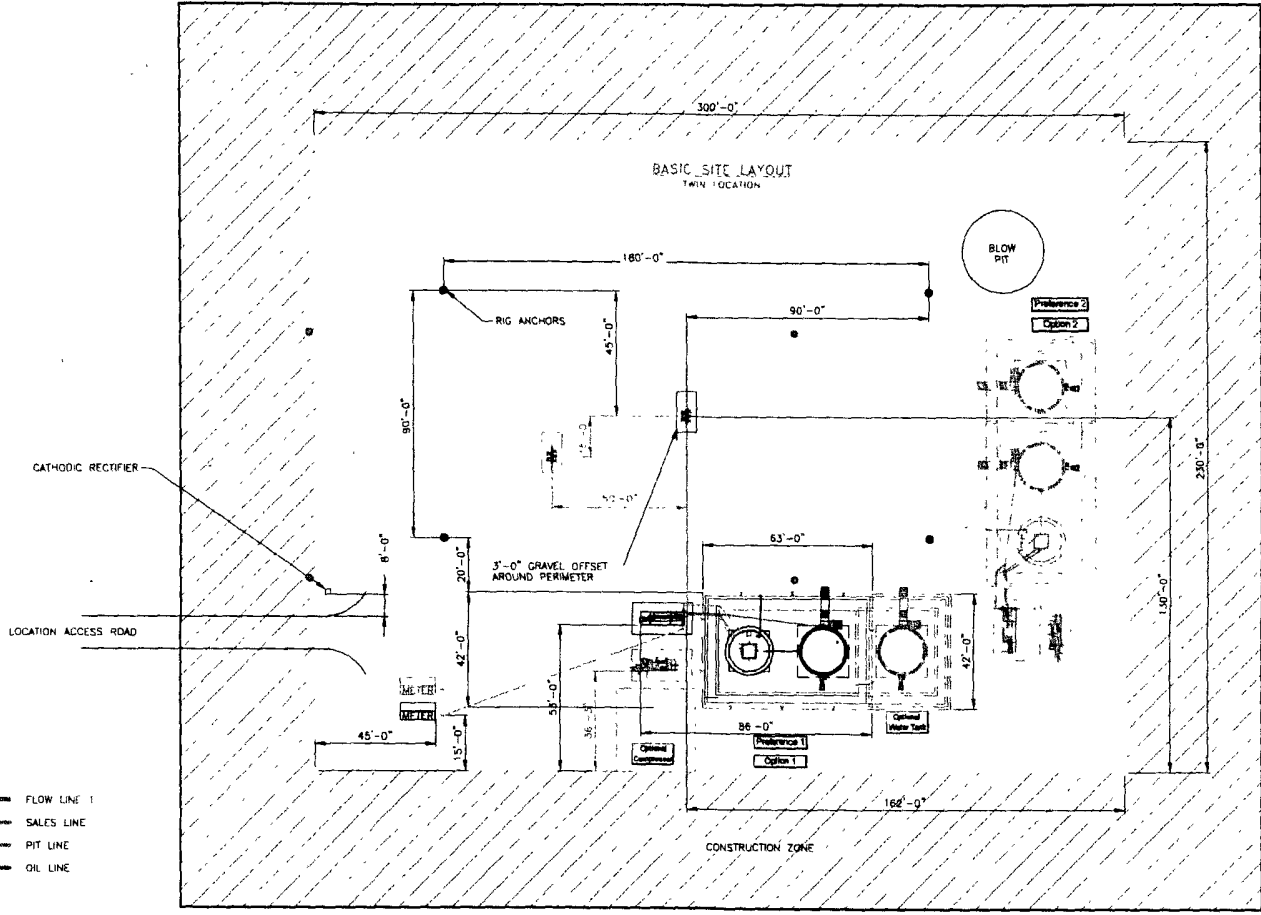 300'-0"
BASIC SITE LAYOUT
TWIN LOCATION
BLOW
PIT
180'-0"
Preference 2
Option 2
RIG ANCHORS
45'-0"
90'-0"
90'-0"
230'-0"
CATHODIC RECTIFIER
50'-0"
8'-0"
20'-0"
3'-0" GRAVEL OFFSET
AROUND PERIMETER
63'-0"
130'-0"
LOCATION ACCESS ROAD
42'-0"
42'-0"
METER
METER
45'-0"
15'-0"
86'-0"
Optional
Compressor
Preference 1
Option 1
Optional
Water Tank
162'-0"
CONSTRUCTION ZONE
FLOW LINE 1
SALES LINE
PIT LINE
OIL LINE